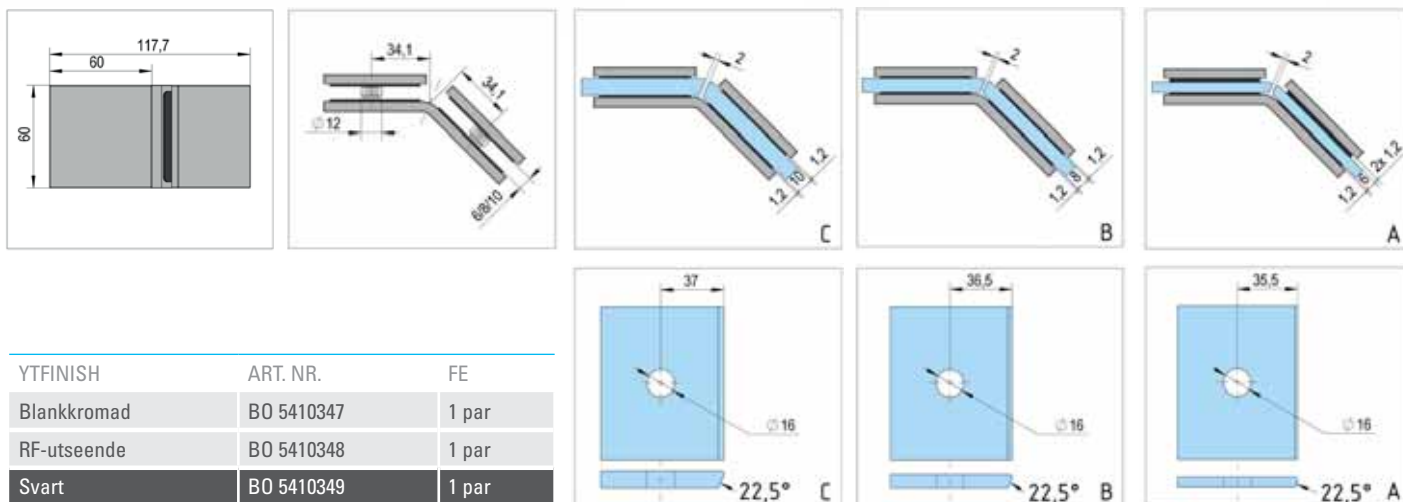 117,7
60
60
34,1
34,1
∅12
6/8/10
2
1,2
10
1,2
C
2
1,2
8
1,2
B
2
2x 1,2
6
1,2
A
YTFINISH ART. NR. FE
Blankkromad BO 5410347 1 par
RF-utseende BO 5410348 1 par
Svart BO 5410349 1 par
37
∅16
22,5° C
36,5
∅16
22,5° B
35,5
∅16
22,5° A